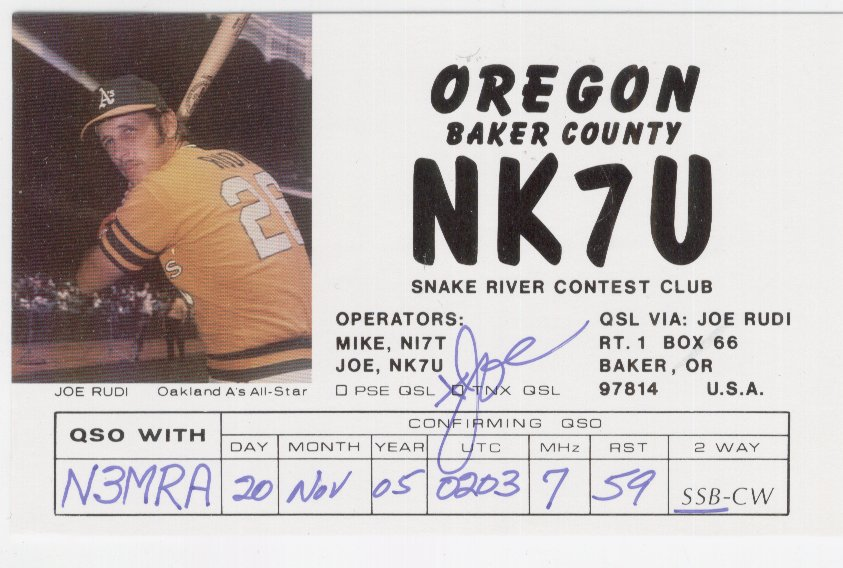 A's
RUDI
26
OREGON
BAKER COUNTY
NK7U
SNAKE RIVER CONTEST CLUB
OPERATORS:
MIKE, NI7T
JOE, NK7U
QSL VIA: JOE RUDI
RT. 1 BOX 66
BAKER, OR
97814 U.S.A.
JOE RUDI Oakland A's All-Star
PSE QSL TNX QSL
Joe
QSO WITH
CONFIRMING QSO
DAY MONTH YEAR UTC MHz RST 2 WAY
N3MRA 20 Nov 05 0203 7 59 SSB-CW